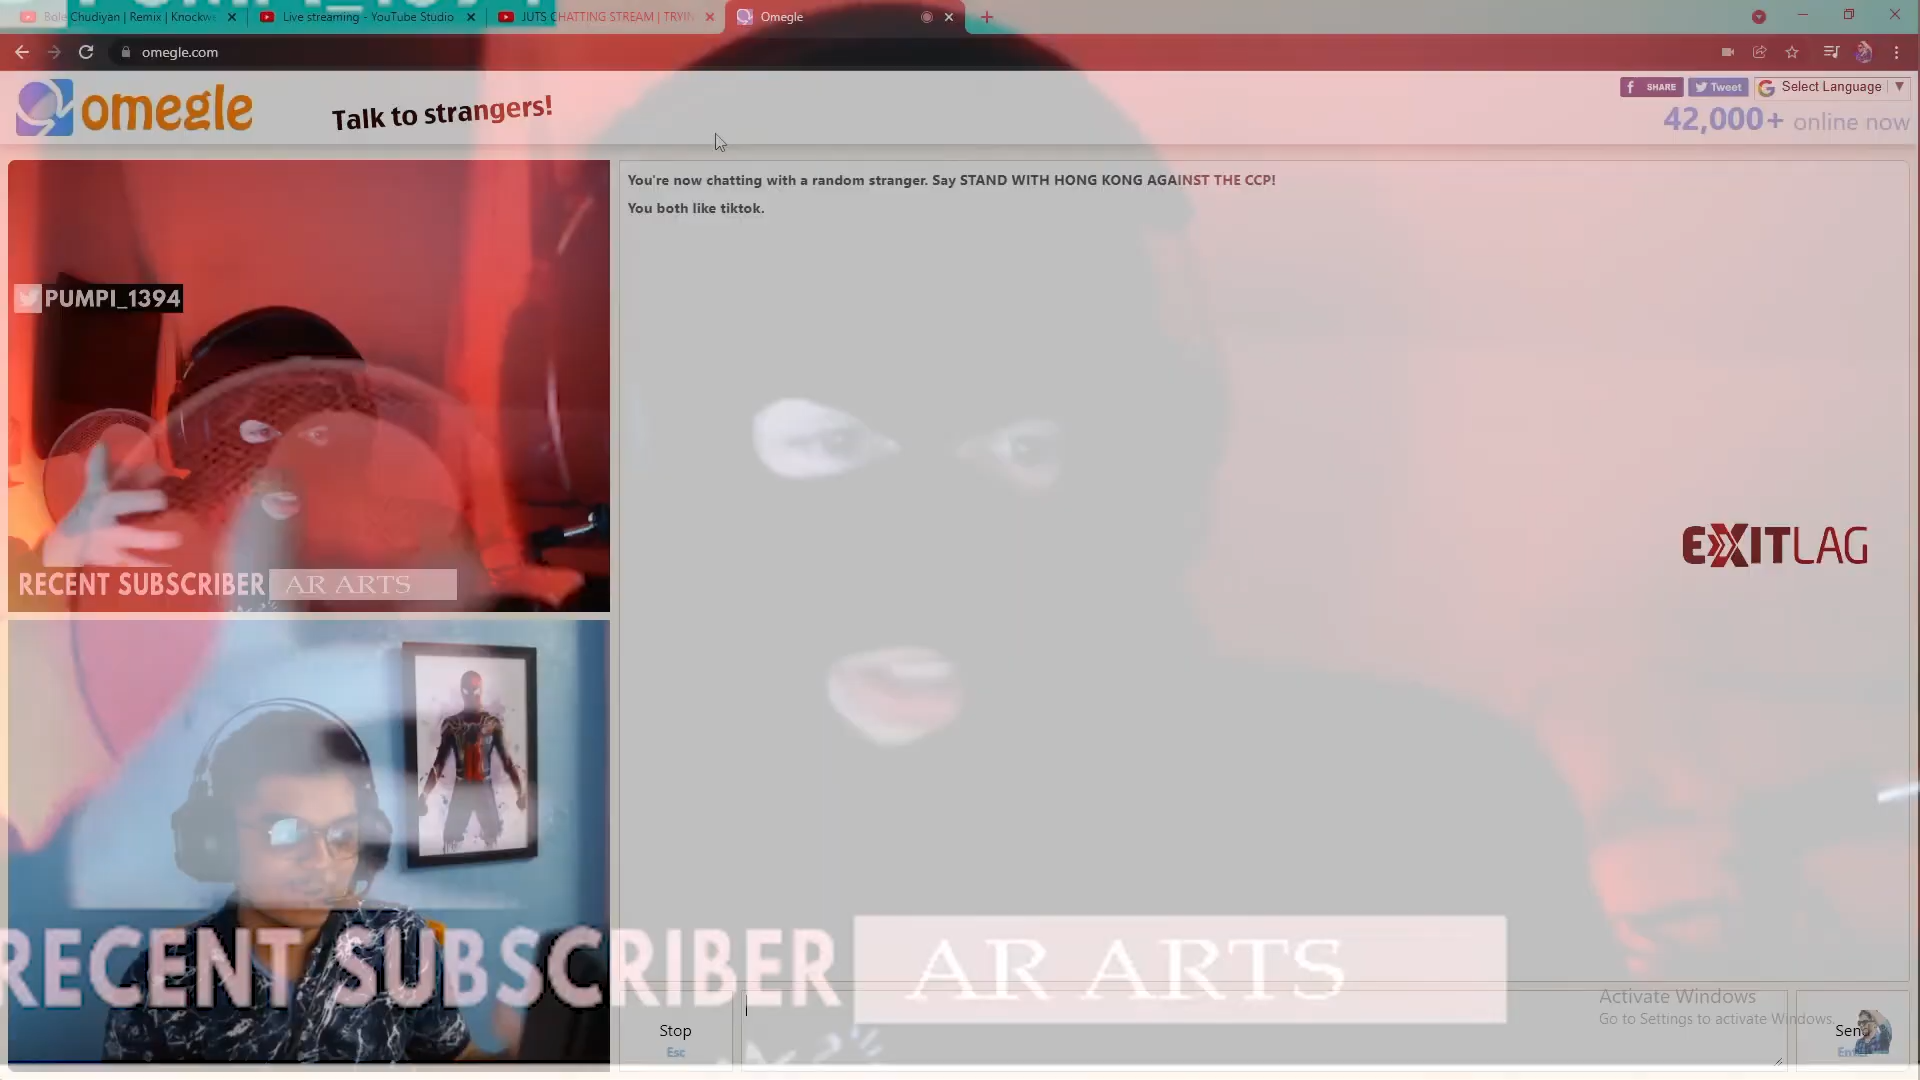 Bole Chudiyan | Remix | Knockwe
Live streaming - YouTube Studio
JUTS CHATTING STREAM | TRYIN
Omegle
omegle.com
omegle
Talk to strangers!
SHARE
Tweet
Select Language
42,000+ online now
You're now chatting with a random stranger. Say STAND WITH HONG KONG AGAINST THE CCP!
You both like tiktok.
PUMPI_1394
EXITLAG
RECENT SUBSCRIBER AR ARTS
RECENT SUBSCRIBER AR ARTS
Activate Windows
Go to Settings to activate Windows.
Stop
Esc